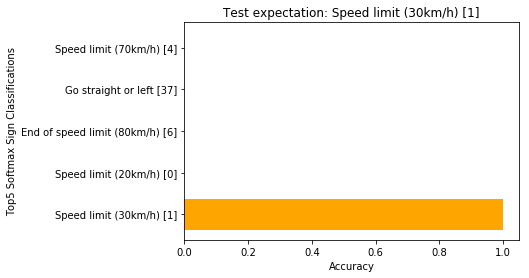 Test expectation: Speed limit (30km/h) [1]
Top5 Softmax Sign Classifications
Speed limit (70km/h) [4]
Go straight or left [37]
End of speed limit (80km/h) [6]
Speed limit (20km/h) [0]
Speed limit (30km/h) [1]
0.0 0.2 0.4 0.6 0.8 1.0
Accuracy